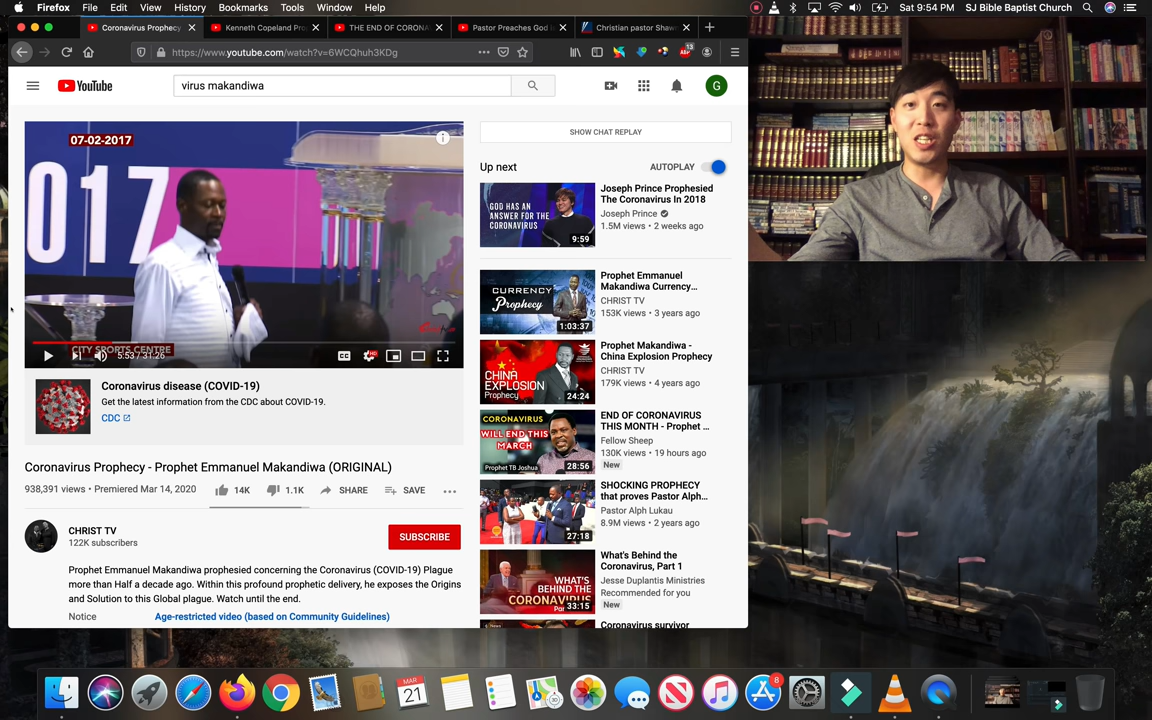 Firefox File Edit View History Bookmarks Tools Window Help
Sat 9:54 PM SJ Bible Baptist Church
Coronavirus Prophecy
Kenneth Copeland Pro
THE END OF CORONA
Pastor Preaches God
Christian pastor Shaw
https://www.youtube.com/watch?v=6WCQhuh3KDg
13
YouTube
virus makandiwa
G
07-02-2017
017
CITY SPORTS CENTRE
5:53 / 31:26
CC
HD
Coronavirus disease (COVID-19)
Get the latest information from the CDC about COVID-19.
CDC
Coronavirus Prophecy - Prophet Emmanuel Makandiwa (ORIGINAL)
938,391 views • Premiered Mar 14, 2020
14K
1.1K
SHARE
SAVE
CHRIST TV
122K subscribers
SUBSCRIBE
Prophet Emmanuel Makandiwa prophesied concerning the Coronavirus (COVID-19) Plague
more than Half a decade ago. Within this profound prophetic delivery, he exposes the Origins
and Solution to this Global plague. Watch until the end.
Notice
Age-restricted video (based on Community Guidelines)
SHOW CHAT REPLAY
Up next
AUTOPLAY
GOD HAS AN
ANSWER FOR THE
CORONAVIRUS
9:59
Joseph Prince Prophesied
The Coronavirus In 2018
Joseph Prince
1.5M views • 2 weeks ago
CURRENCY
Prophecy
1:03:37
Prophet Emmanuel
Makandiwa Currency…
CHRIST TV
153K views • 3 years ago
CHINA
EXPLOSION
Prophecy
24:24
Prophet Makandiwa -
China Explosion Prophecy
CHRIST TV
179K views • 4 years ago
CORONAVIRUS
WILL END THIS
MARCH
Prophet TB Joshua
28:56
END OF CORONAVIRUS
THIS MONTH - Prophet …
Fellow Sheep
130K views • 19 hours ago
New
27:18
SHOCKING PROPHECY
that proves Pastor Alph…
Pastor Alph Lukau
8.9M views • 2 years ago
WHAT'S
BEHIND THE
CORONAVIRUS
33:15
What's Behind the
Coronavirus, Part 1
Jesse Duplantis Ministries
Recommended for you
New
Coronavirus survivor
MAR
21
8